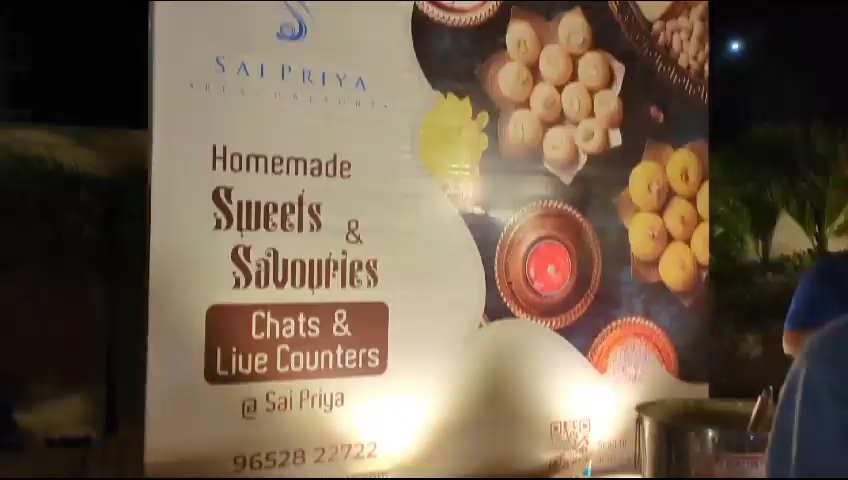 SAI PRIYA
Homemade
Sweets
&
Savouries
Chats &
Live Counters
@ Sai Priya
96528 22722